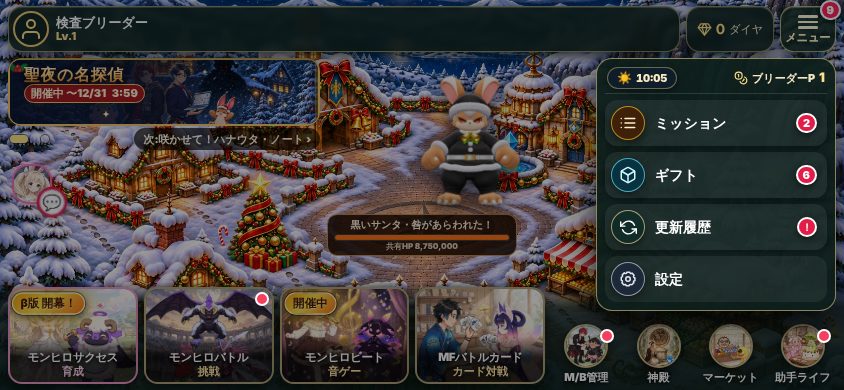 検査ブリーダー
Lv.1
0 ダイヤ
9
メニュー
聖夜の名探偵
開催中 〜12/31 3:59
次:咲かせて！ハナウタ・ノート ›
10:05
ブリーダーP 1
ミッション
2
ギフト
6
更新履歴
!
設定
黒いサンタ・咎があらわれた！
共有HP 8,750,000
β版 開幕！
モンヒロサクセス
育成
モンヒロバトル
挑戦
開催中
モンヒロビート
音ゲー
MFバトルカード
カード対戦
M/B管理
神殿
マーケット
助手ライフ